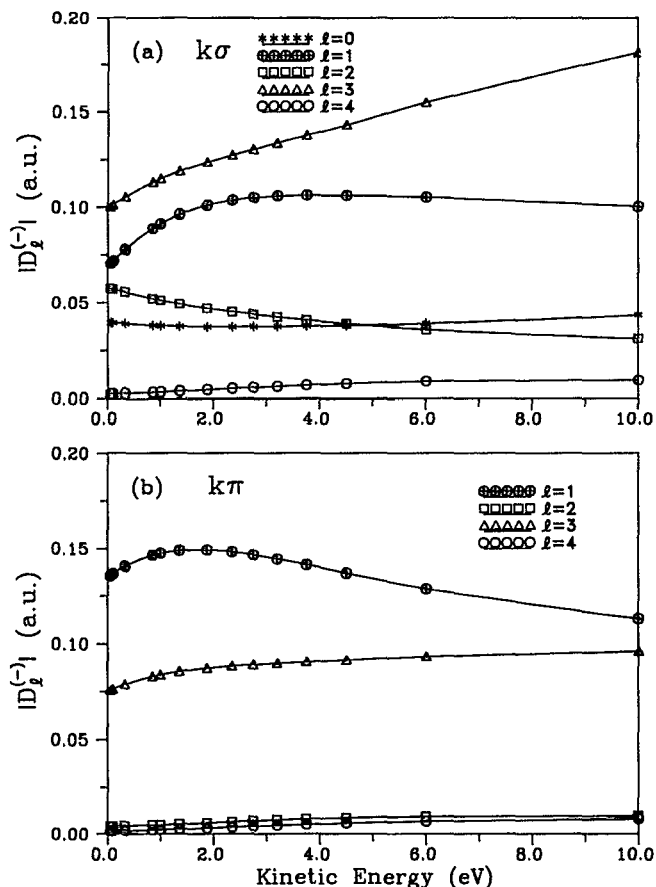 (a) kσ
∗∗∗∗∗ ℓ=0
ℓ=1
ℓ=2
ℓ=3
ℓ=4
0.20
0.15
0.10
0.05
0.00
|D_ℓ^(−)| (a.u.)
0.0 2.0 4.0 6.0 8.0 10.0
(b) kπ
ℓ=1
ℓ=2
ℓ=3
ℓ=4
0.20
0.15
0.10
0.05
0.00
|D_ℓ^(−)| (a.u.)
0.0 2.0 4.0 6.0 8.0 10.0
Kinetic Energy (eV)